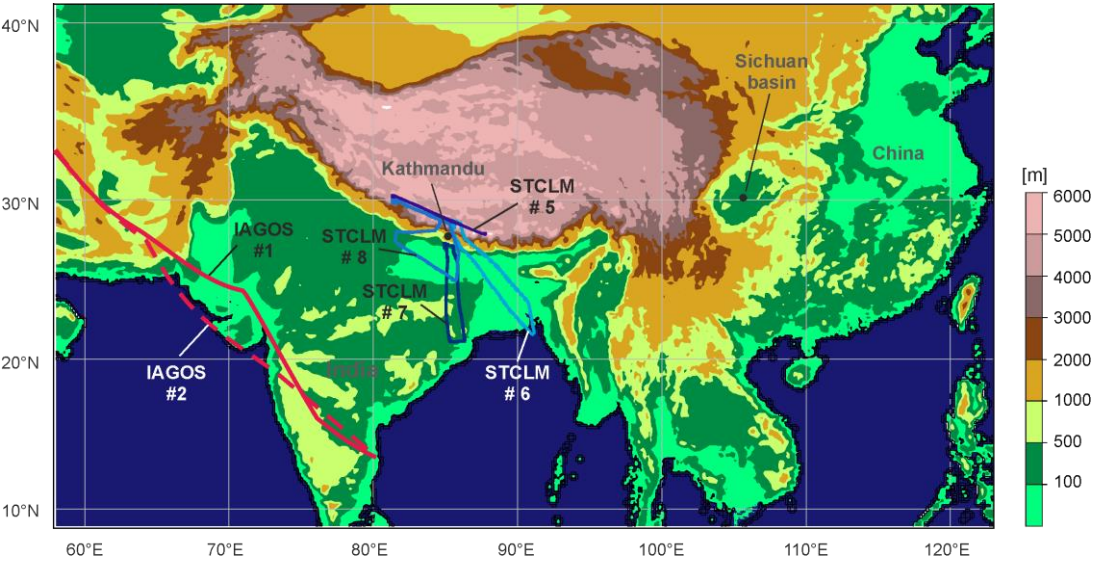 40°N
30°N
20°N
10°N
60°E
70°E
80°E
90°E
100°E
110°E
120°E
Sichuan
basin
China
Kathmandu
STCLM
# 5
IAGOS
#1
STCLM
# 8
STCLM
# 7
IAGOS
#2
India
STCLM
# 6
[m]
6000
5000
4000
3000
2000
1000
500
100